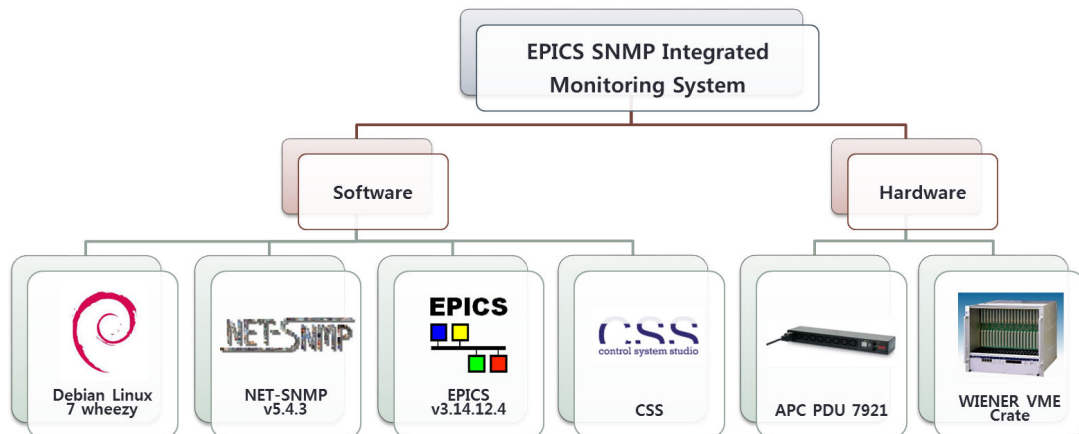 EPICS SNMP Integrated
Monitoring System
Software
Hardware
NET-SNMP
EPICS
CSS
control system studio
Debian Linux
7 wheezy
NET-SNMP
v5.4.3
EPICS
v3.14.12.4
CSS
APC PDU 7921
WIENER VME
Crate